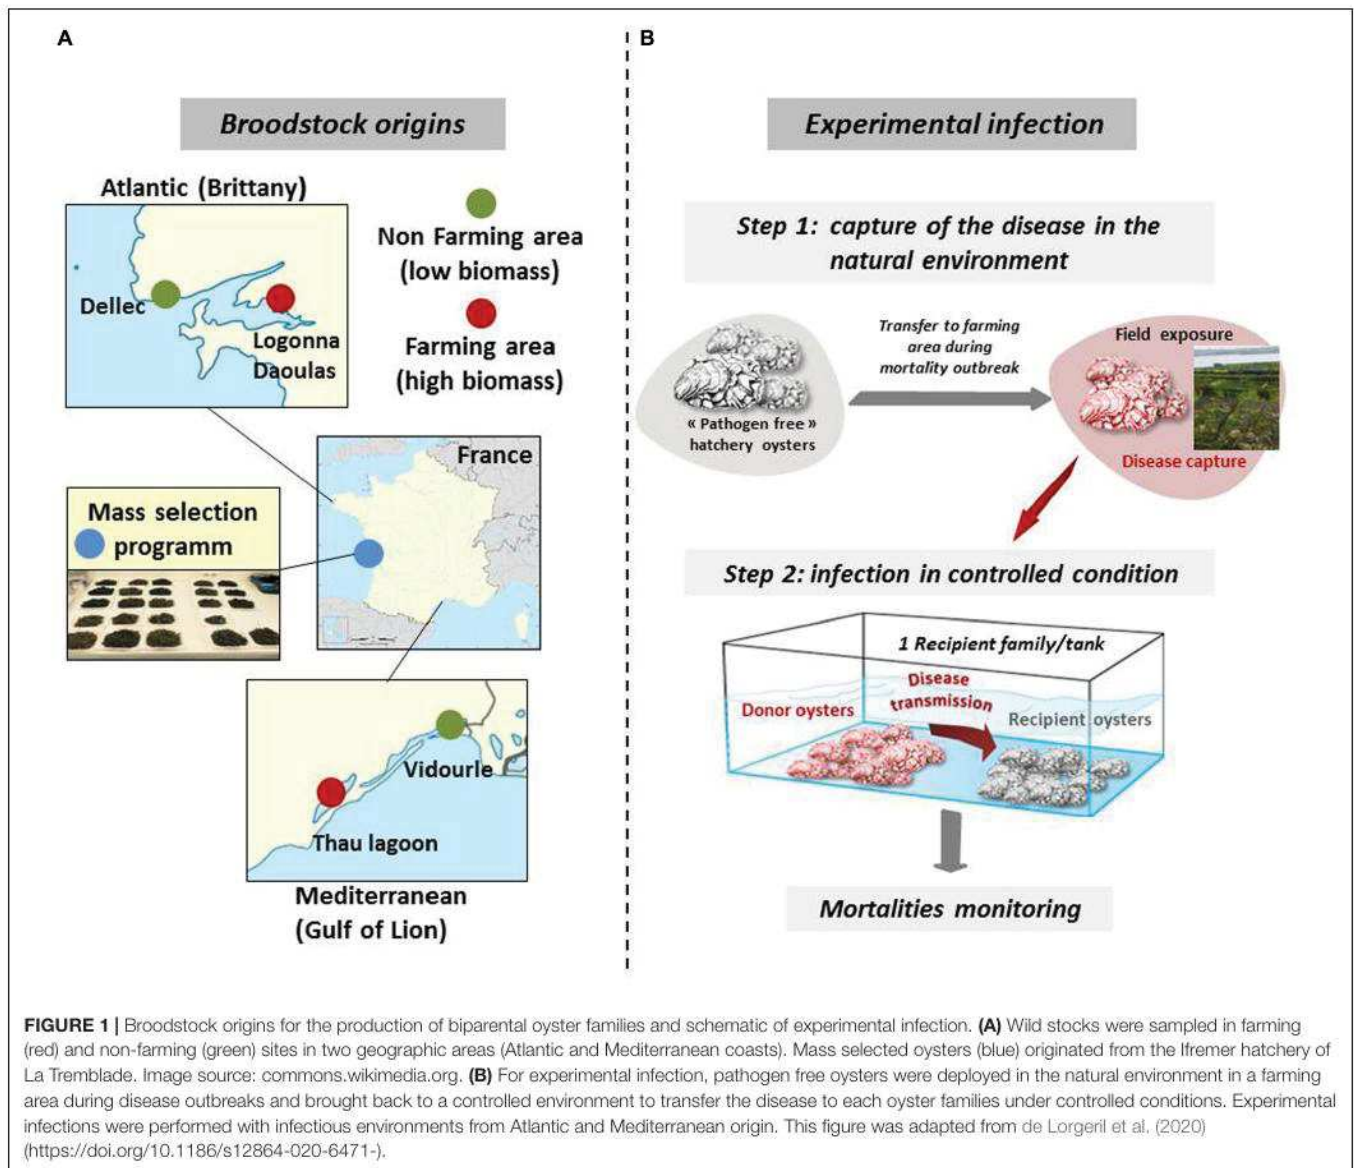 A
Broodstock origins
Atlantic (Brittany)
Dellec
Logonna
Daoulas
Non Farming area
(low biomass)
Farming area
(high biomass)
France
Mass selection
programm
Vidourle
Thau lagoon
Mediterranean
(Gulf of Lion)
B
Experimental infection
Step 1: capture of the disease in the
natural environment
« Pathogen free »
hatchery oysters
Transfer to farming
area during
mortality outbreak
Field exposure
Disease capture
Step 2: infection in controlled condition
1 Recipient family/tank
Disease
transmission
Donor oysters
Recipient oysters
Mortalities monitoring
FIGURE 1 | Broodstock origins for the production of biparental oyster families and schematic of experimental infection. (A) Wild stocks were sampled in farming
(red) and non-farming (green) sites in two geographic areas (Atlantic and Mediterranean coasts). Mass selected oysters (blue) originated from the Ifremer hatchery of
La Tremblade. Image source: commons.wikimedia.org. (B) For experimental infection, pathogen free oysters were deployed in the natural environment in a farming
area during disease outbreaks and brought back to a controlled environment to transfer the disease to each oyster families under controlled conditions. Experimental
infections were performed with infectious environments from Atlantic and Mediterranean origin. This figure was adapted from de Lorgeril et al. (2020)
(https://doi.org/10.1186/s12864-020-6471-).